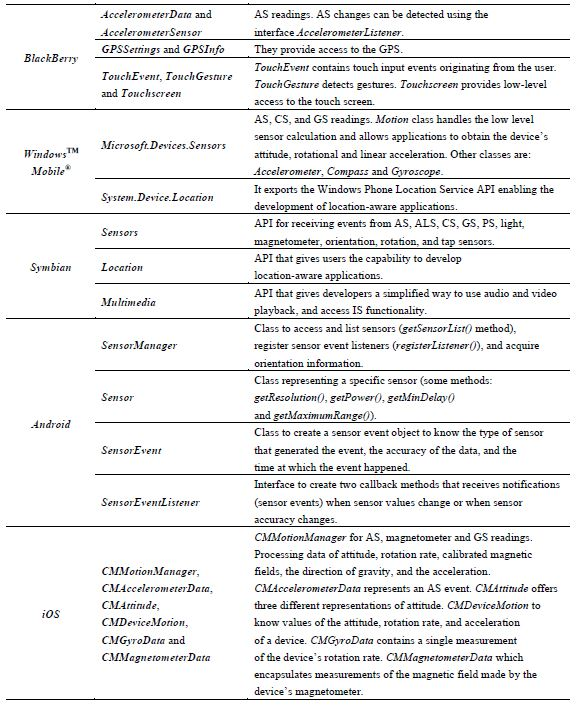 BlackBerry
AccelerometerData and
AccelerometerSensor
AS readings. AS changes can be detected using the
interface AccelerometerListener.
GPSSettings and GPSInfo
They provide access to the GPS.
TouchEvent, TouchGesture
and Touchscreen
TouchEvent contains touch input events originating from the user.
TouchGesture detects gestures. Touchscreen provides low-level
access to the touch screen.
Windows™
Mobile®
Microsoft.Devices.Sensors
AS, CS, and GS readings. Motion class handles the low level
sensor calculation and allows applications to obtain the device's
attitude, rotational and linear acceleration. Other classes are:
Accelerometer, Compass and Gyroscope.
System.Device.Location
It exports the Windows Phone Location Service API enabling the
development of location-aware applications.
Symbian
Sensors
API for receiving events from AS, ALS, CS, GS, PS, light,
magnetometer, orientation, rotation, and tap sensors.
Location
API that gives users the capability to develop
location-aware applications.
Multimedia
API that gives developers a simplified way to use audio and video
playback, and access IS functionality.
Android
SensorManager
Class to access and list sensors (getSensorList() method),
register sensor event listeners (registerListener()), and acquire
orientation information.
Sensor
Class representing a specific sensor (some methods:
getResolution(), getPower(), getMinDelay()
and getMaximumRange()).
SensorEvent
Class to create a sensor event object to know the type of sensor
that generated the event, the accuracy of the data, and the
time at which the event happened.
SensorEventListener
Interface to create two callback methods that receives notifications
(sensor events) when sensor values change or when sensor
accuracy changes.
iOS
CMMotionManager,
CMAccelerometerData,
CMAttitude,
CMDeviceMotion,
CMGyroData and
CMMagnetometerData
CMMotionManager for AS, magnetometer and GS readings.
Processing data of attitude, rotation rate, calibrated magnetic
fields, the direction of gravity, and the acceleration.
CMAccelerometerData represents an AS event. CMAttitude offers
three different representations of attitude. CMDeviceMotion to
know values of the attitude, rotation rate, and acceleration
of a device. CMGyroData contains a single measurement
of the device's rotation rate. CMMagnetometerData which
encapsulates measurements of the magnetic field made by the
device's magnetometer.